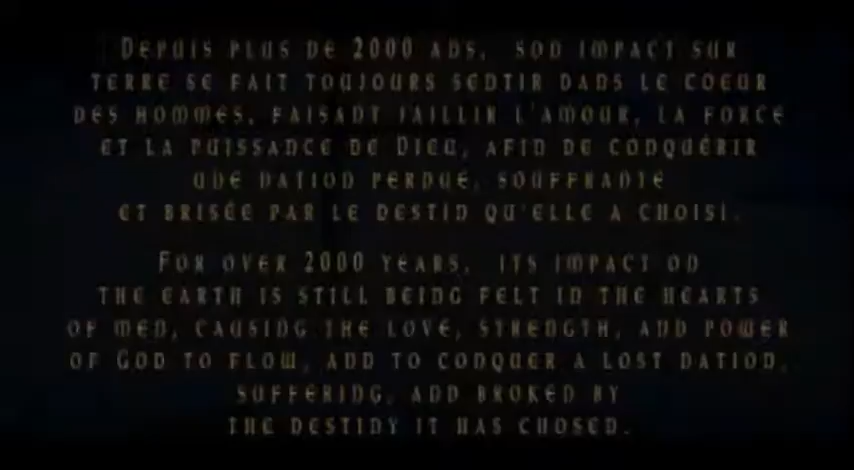 Depuis plus de 2000 ans, son impact sur
terre se fait toujours sentir dans le coeur
des hommes, faisant jaillir l'amour, la force
et la puissance de Dieu, afin de conquérir
une nation perdue, souffrante
et brisée par le destin qu'elle a choisi.
For over 2000 years, its impact on
the earth is still being felt in the hearts
of men, causing the love, strength, and power
of God to flow, and to conquer a lost nation,
suffering, and broken by
the destiny it has chosen.